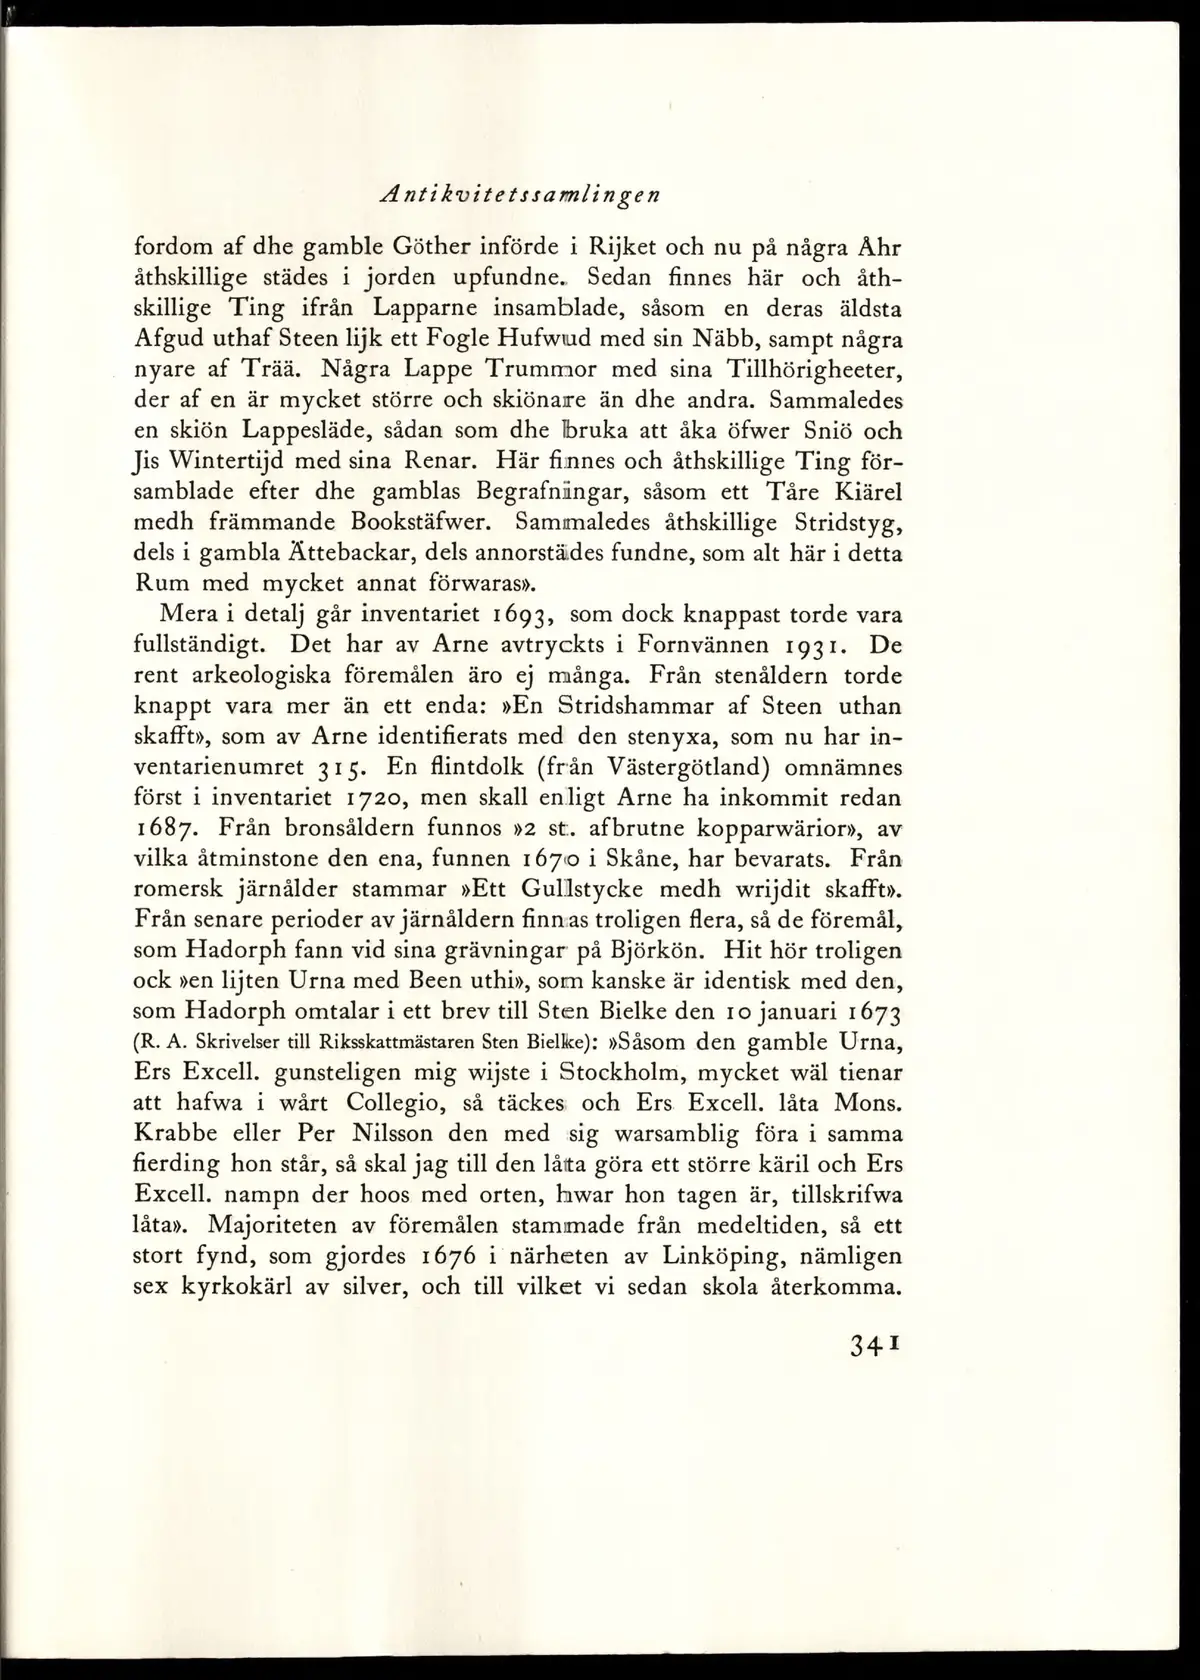 Antikvitetssamlingen
fordom af dhe gamble Göther införde i Rijket och nu på några Åhr
åthskillige städes i jorden upfundne. Sedan finnes här och åth-
skillige Ting ifrån Lapparne insamblade, såsom en deras äldsta
Afgud uthaf Steen lijk ett Fogle Hufwud med sin Näbb, sampt några
nyare af Trää. Några Lappe Trummor med sina Tillhörigheeter,
der af en är mycket större och skiönare än dhe andra. Sammaledes
en skiön Lappesläde, sådan som dhe bruka att åka öfwer Sniö och
Jis Wintertijd med sina Renar. Här finnes och åthskillige Ting för-
samblade efter dhe gamblas Begrafningar, såsom ett Tåre Kiärel
medh främmande Bookstäfwer. Sammaledes åthskillige Stridstyg,
dels i gambla Ättebackar, dels annorstädes fundne, som alt här i detta
Rum med mycket annat förwaras».
Mera i detalj går inventariet 1693, som dock knappast torde vara
fullständigt. Det har av Arne avtryckts i Fornvännen 1931. De
rent arkeologiska föremålen äro ej många. Från stenåldern torde
knappt vara mer än ett enda: »En Stridshammar af Steen uthan
skafft», som av Arne identifierats med den stenyxa, som nu har in-
ventarienumret 315. En flintdolk (från Västergötland) omnämnes
först i inventariet 1720, men skall enligt Arne ha inkommit redan
1687. Från bronsåldern funnos »2 st. afbrutne kopparwärior», av
vilka åtminstone den ena, funnen 1670 i Skåne, har bevarats. Från
romersk järnålder stammar »Ett Gullstycke medh wrijdit skafft».
Från senare perioder av järnåldern finnas troligen flera, så de föremål,
som Hadorph fann vid sina grävningar på Björkön. Hit hör troligen
ock »en lijten Urna med Been uthi», som kanske är identisk med den,
som Hadorph omtalar i ett brev till Sten Bielke den 10 januari 1673
(R. A. Skrivelser till Riksskattmästaren Sten Bielke): »Såsom den gamble Urna,
Ers Excell. gunsteligen mig wijste i Stockholm, mycket wäl tienar
att hafwa i wårt Collegio, så täckes och Ers Excell. låta Mons.
Krabbe eller Per Nilsson den med sig warsamblig föra i samma
fierding hon står, så skal jag till den låta göra ett större käril och Ers
Excell. nampn der hoos med orten, hwar hon tagen är, tillskrifwa
låta». Majoriteten av föremålen stammade från medeltiden, så ett
stort fynd, som gjordes 1676 i närheten av Linköping, nämligen
sex kyrkokärl av silver, och till vilket vi sedan skola återkomma.
341